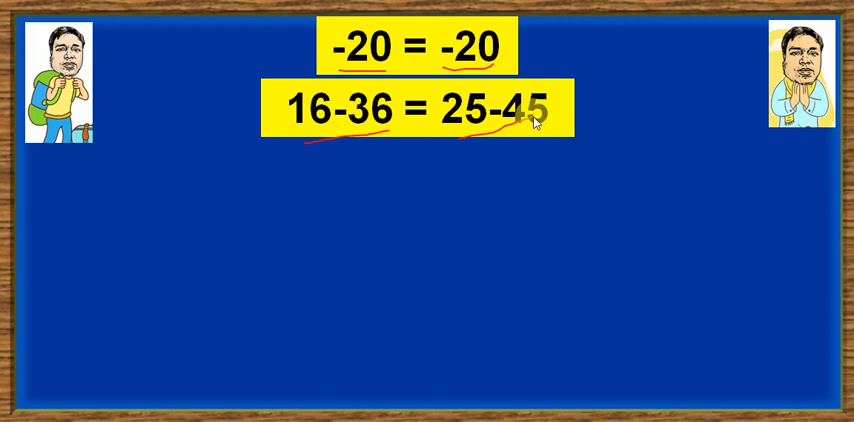 -20 = -20
16-36 = 25-45